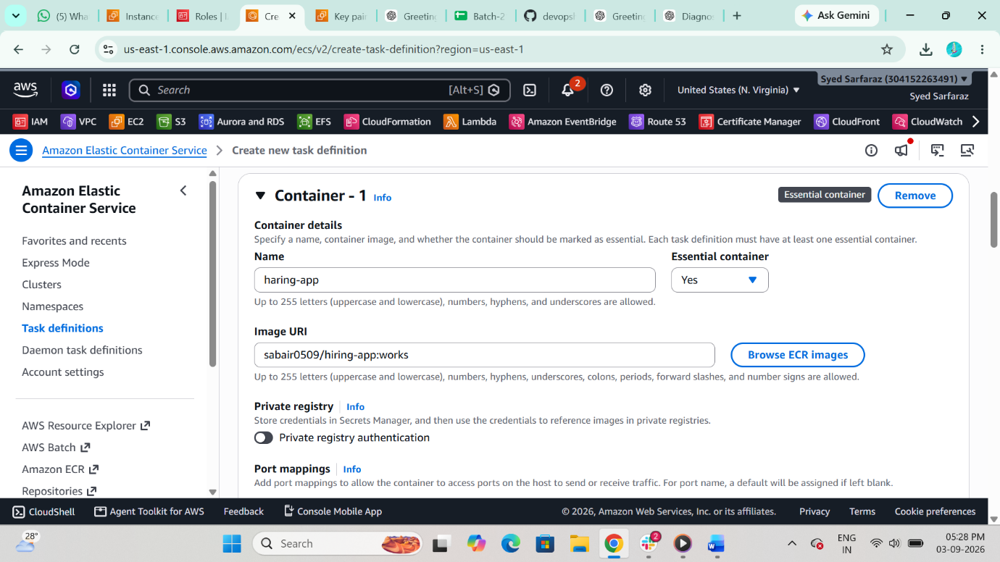 (5) Wha
Instance
Roles | I
Cre
Key pair
Greeting
Batch-2
devopsh
Greeting
Diagnos
Ask Gemini
us-east-1.console.aws.amazon.com/ecs/v2/create-task-definition?region=us-east-1
aws
Search
[Alt+S]
2
United States (N. Virginia)
Syed Sarfaraz (304152263491)
Syed Sarfaraz
IAM
VPC
EC2
S3
Aurora and RDS
EFS
CloudFormation
Lambda
Amazon EventBridge
Route 53
Certificate Manager
CloudFront
CloudWatch
Amazon Elastic Container Service
Create new task definition
Amazon Elastic
Container Service
Favorites and recents
Express Mode
Clusters
Namespaces
Task definitions
Daemon task definitions
Account settings
AWS Resource Explorer
AWS Batch
Amazon ECR
Repositories
Container - 1 Info
Essential container
Remove
Container details
Specify a name, container image, and whether the container should be marked as essential. Each task definition must have at least one essential container.
Name
Essential container
haring-app
Yes
Up to 255 letters (uppercase and lowercase), numbers, hyphens, and underscores are allowed.
Image URI
sabair0509/hiring-app:works
Browse ECR images
Up to 255 letters (uppercase and lowercase), numbers, hyphens, underscores, colons, periods, forward slashes, and number signs are allowed.
Private registry Info
Store credentials in Secrets Manager, and then use the credentials to reference images in private registries.
Private registry authentication
Port mappings Info
Add port mappings to allow the container to access ports on the host to send or receive traffic. For port name, a default will be assigned if left blank.
CloudShell
Agent Toolkit for AWS
Feedback
Console Mobile App
© 2026, Amazon Web Services, Inc. or its affiliates.
Privacy
Terms
Cookie preferences
28°
Search
2
ENG
IN
05:28 PM
03-09-2026